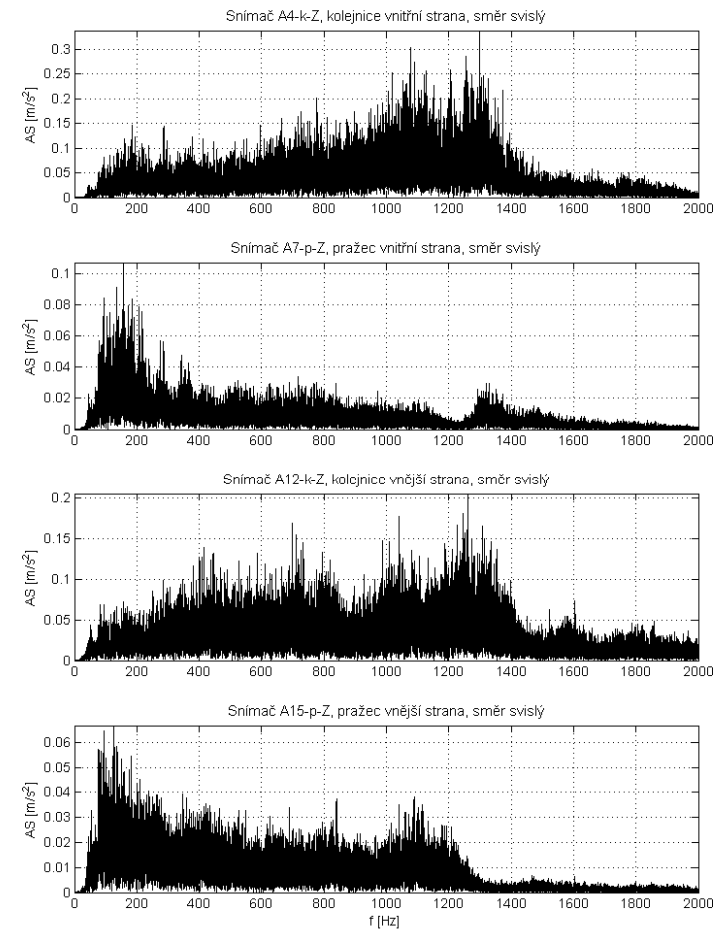 Snímač A4-k-Z, kolejnice vnitřní strana, směr svislý
AS [m/s²]
0.3
0.25
0.2
0.15
0.1
0.05
0
0 200 400 600 800 1000 1200 1400 1600 1800 2000
Snímač A7-p-Z, pražec vnitřní strana, směr svislý
AS [m/s²]
0.1
0.08
0.06
0.04
0.02
0
0 200 400 600 800 1000 1200 1400 1600 1800 2000
Snímač A12-k-Z, kolejnice vnější strana, směr svislý
AS [m/s²]
0.2
0.15
0.1
0.05
0
0 200 400 600 800 1000 1200 1400 1600 1800 2000
Snímač A15-p-Z, pražec vnější strana, směr svislý
AS [m/s²]
0.06
0.05
0.04
0.03
0.02
0.01
0
0 200 400 600 800 1000 1200 1400 1600 1800 2000
f [Hz]